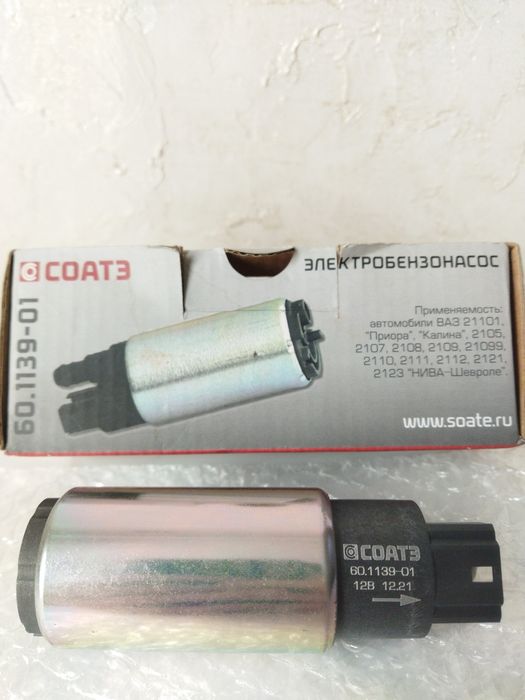 СОАТЭ
60.1139-01
ЭЛЕКТРОБЕНЗОНАСОС
Применяемость:
автомобили ВАЗ 21101,
"Приора", "Калина", 2105,
2107, 2108, 2109, 21099,
2110, 2111, 2112, 2121,
2123 "НИВА-Шевроле".
www.soate.ru
СОАТЭ
60.1139-01
12В 12.21